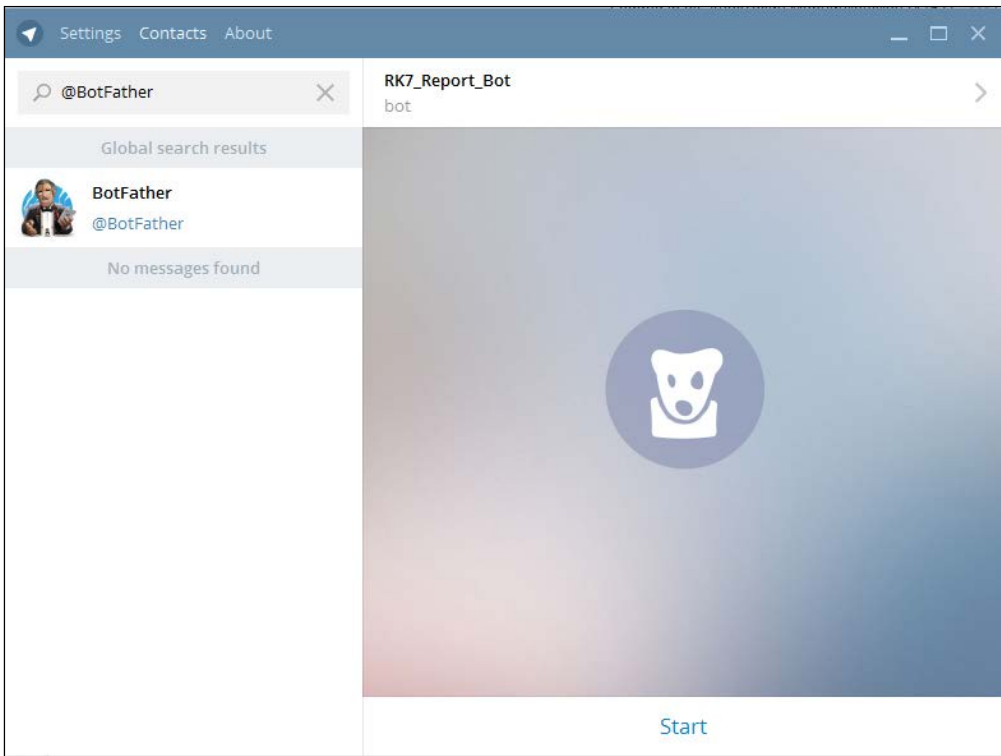 Settings Contacts About
@BotFather
Global search results
BotFather
@BotFather
No messages found
RK7_Report_Bot
bot
Start